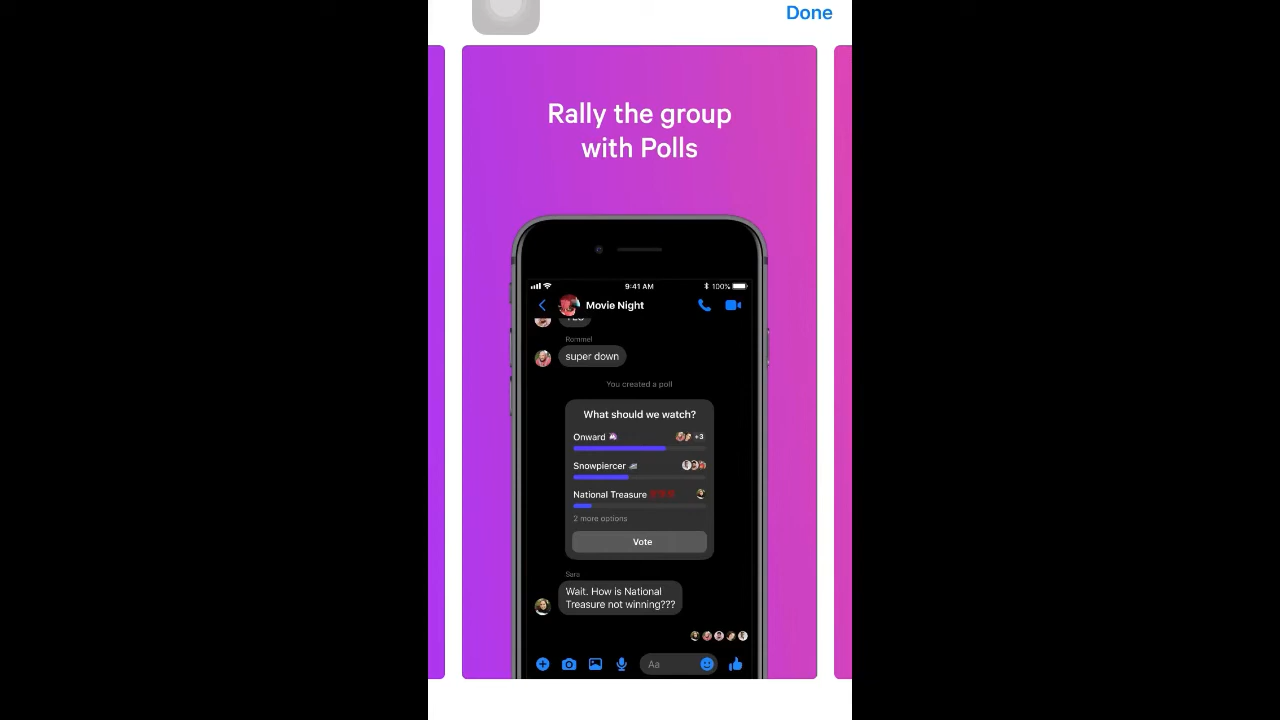 Done
Rally the group
with Polls
9:41 AM
100%
Movie Night
Rommel
super down
You created a poll
What should we watch?
Onward
+3
Snowpiercer
National Treasure
2 more options
Vote
Sara
Wait. How is National
Treasure not winning???
Aa